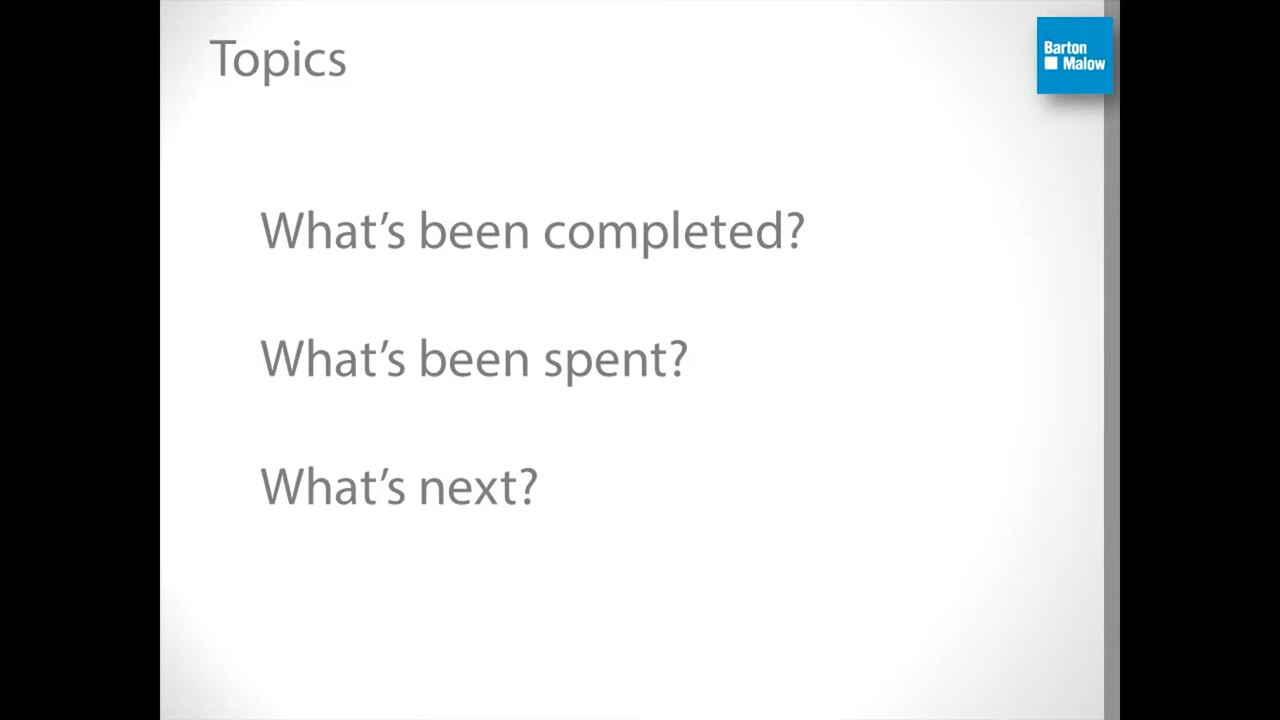 Topics
Barton
Malow
What’s been completed?
What’s been spent?
What’s next?